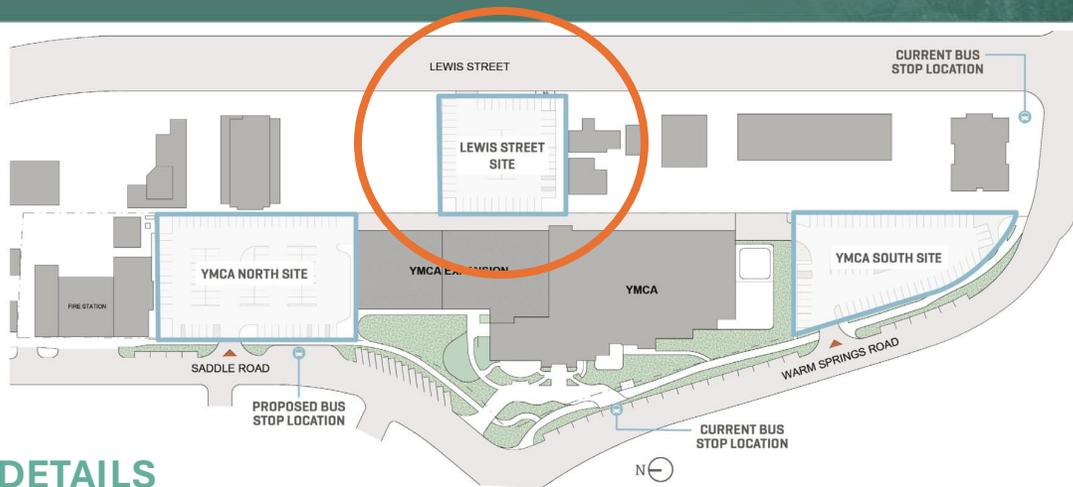 LEWIS STREET
CURRENT BUS
STOP LOCATION
LEWIS STREET
SITE
YMCA NORTH SITE
YMCA EXPANSION
YMCA
YMCA SOUTH SITE
FIRE STATION
SADDLE ROAD
WARM SPRINGS ROAD
PROPOSED BUS
STOP LOCATION
CURRENT BUS
STOP LOCATION
N
DETAILS